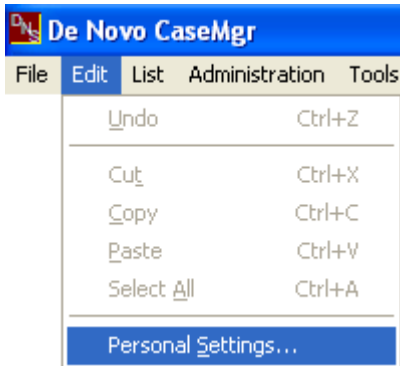 DNS De Novo CaseMgr
File Edit List Administration Tools
Undo Ctrl+Z
Cut Ctrl+X
Copy Ctrl+C
Paste Ctrl+V
Select All Ctrl+A
Personal Settings...